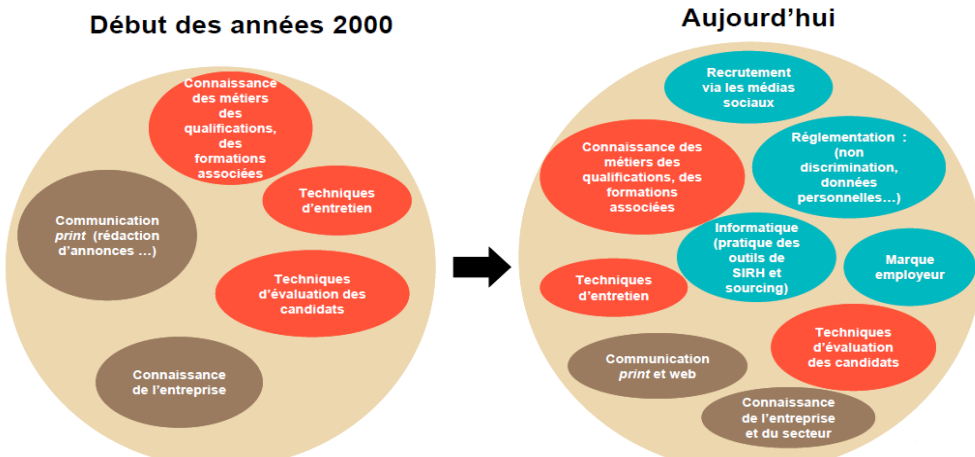 Début des années 2000
Connaissance
des métiers
des
qualifications,
des
formations
associées
Techniques
d'entretien
Communication
print (rédaction
d'annonces ...)
Techniques
d'évaluation des
candidats
Connaissance
de l'entreprise
Aujourd'hui
Recrutement
via les médias
sociaux
Réglementation :
(non
discrimination,
données
personnelles...)
Connaissance des
métiers des
qualifications, des
formations
associées
Informatique
(pratique des
outils de
SIRH et
sourcing)
Marque
employeur
Techniques
d'entretien
Techniques
d'évaluation
des candidats
Communication
print et web
Connaissance
de l'entreprise
et du secteur